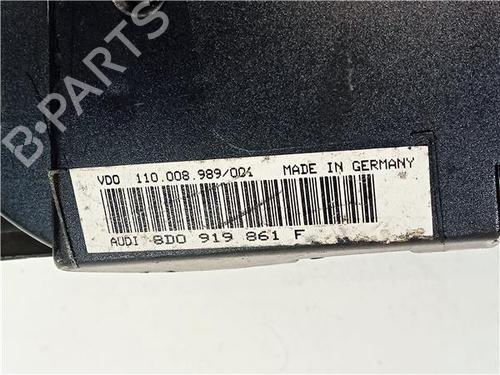 B-PARTS
VDO 110.008.989/004 MADE IN GERMANY
AUDI 8D0 919 861 F